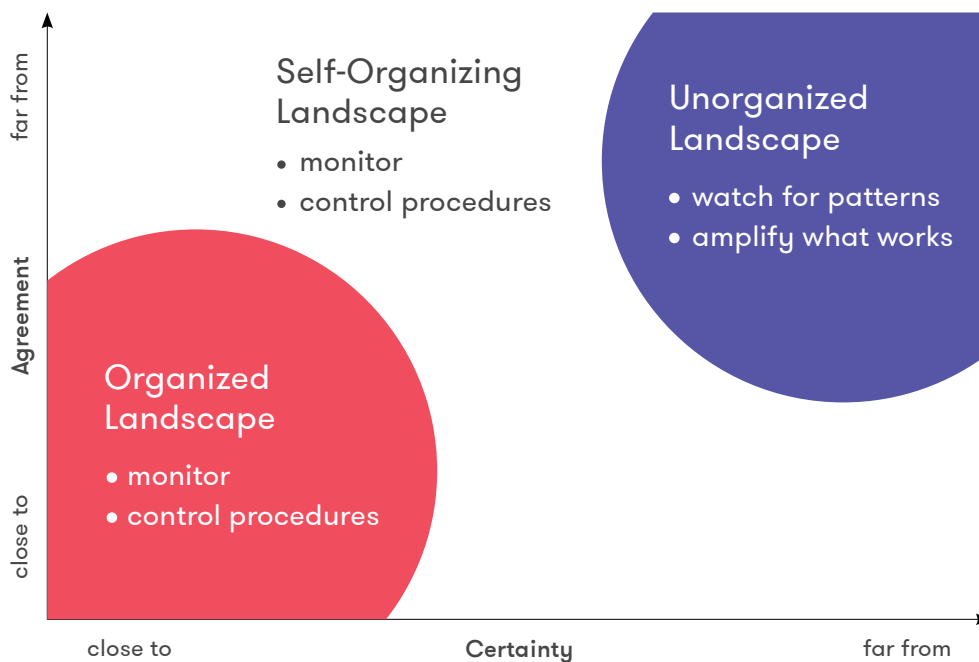 far from
Agreement
close to
Self-Organizing
Landscape
• monitor
• control procedures
Unorganized
Landscape
• watch for patterns
• amplify what works
Organized
Landscape
• monitor
• control procedures
close to
Certainty
far from